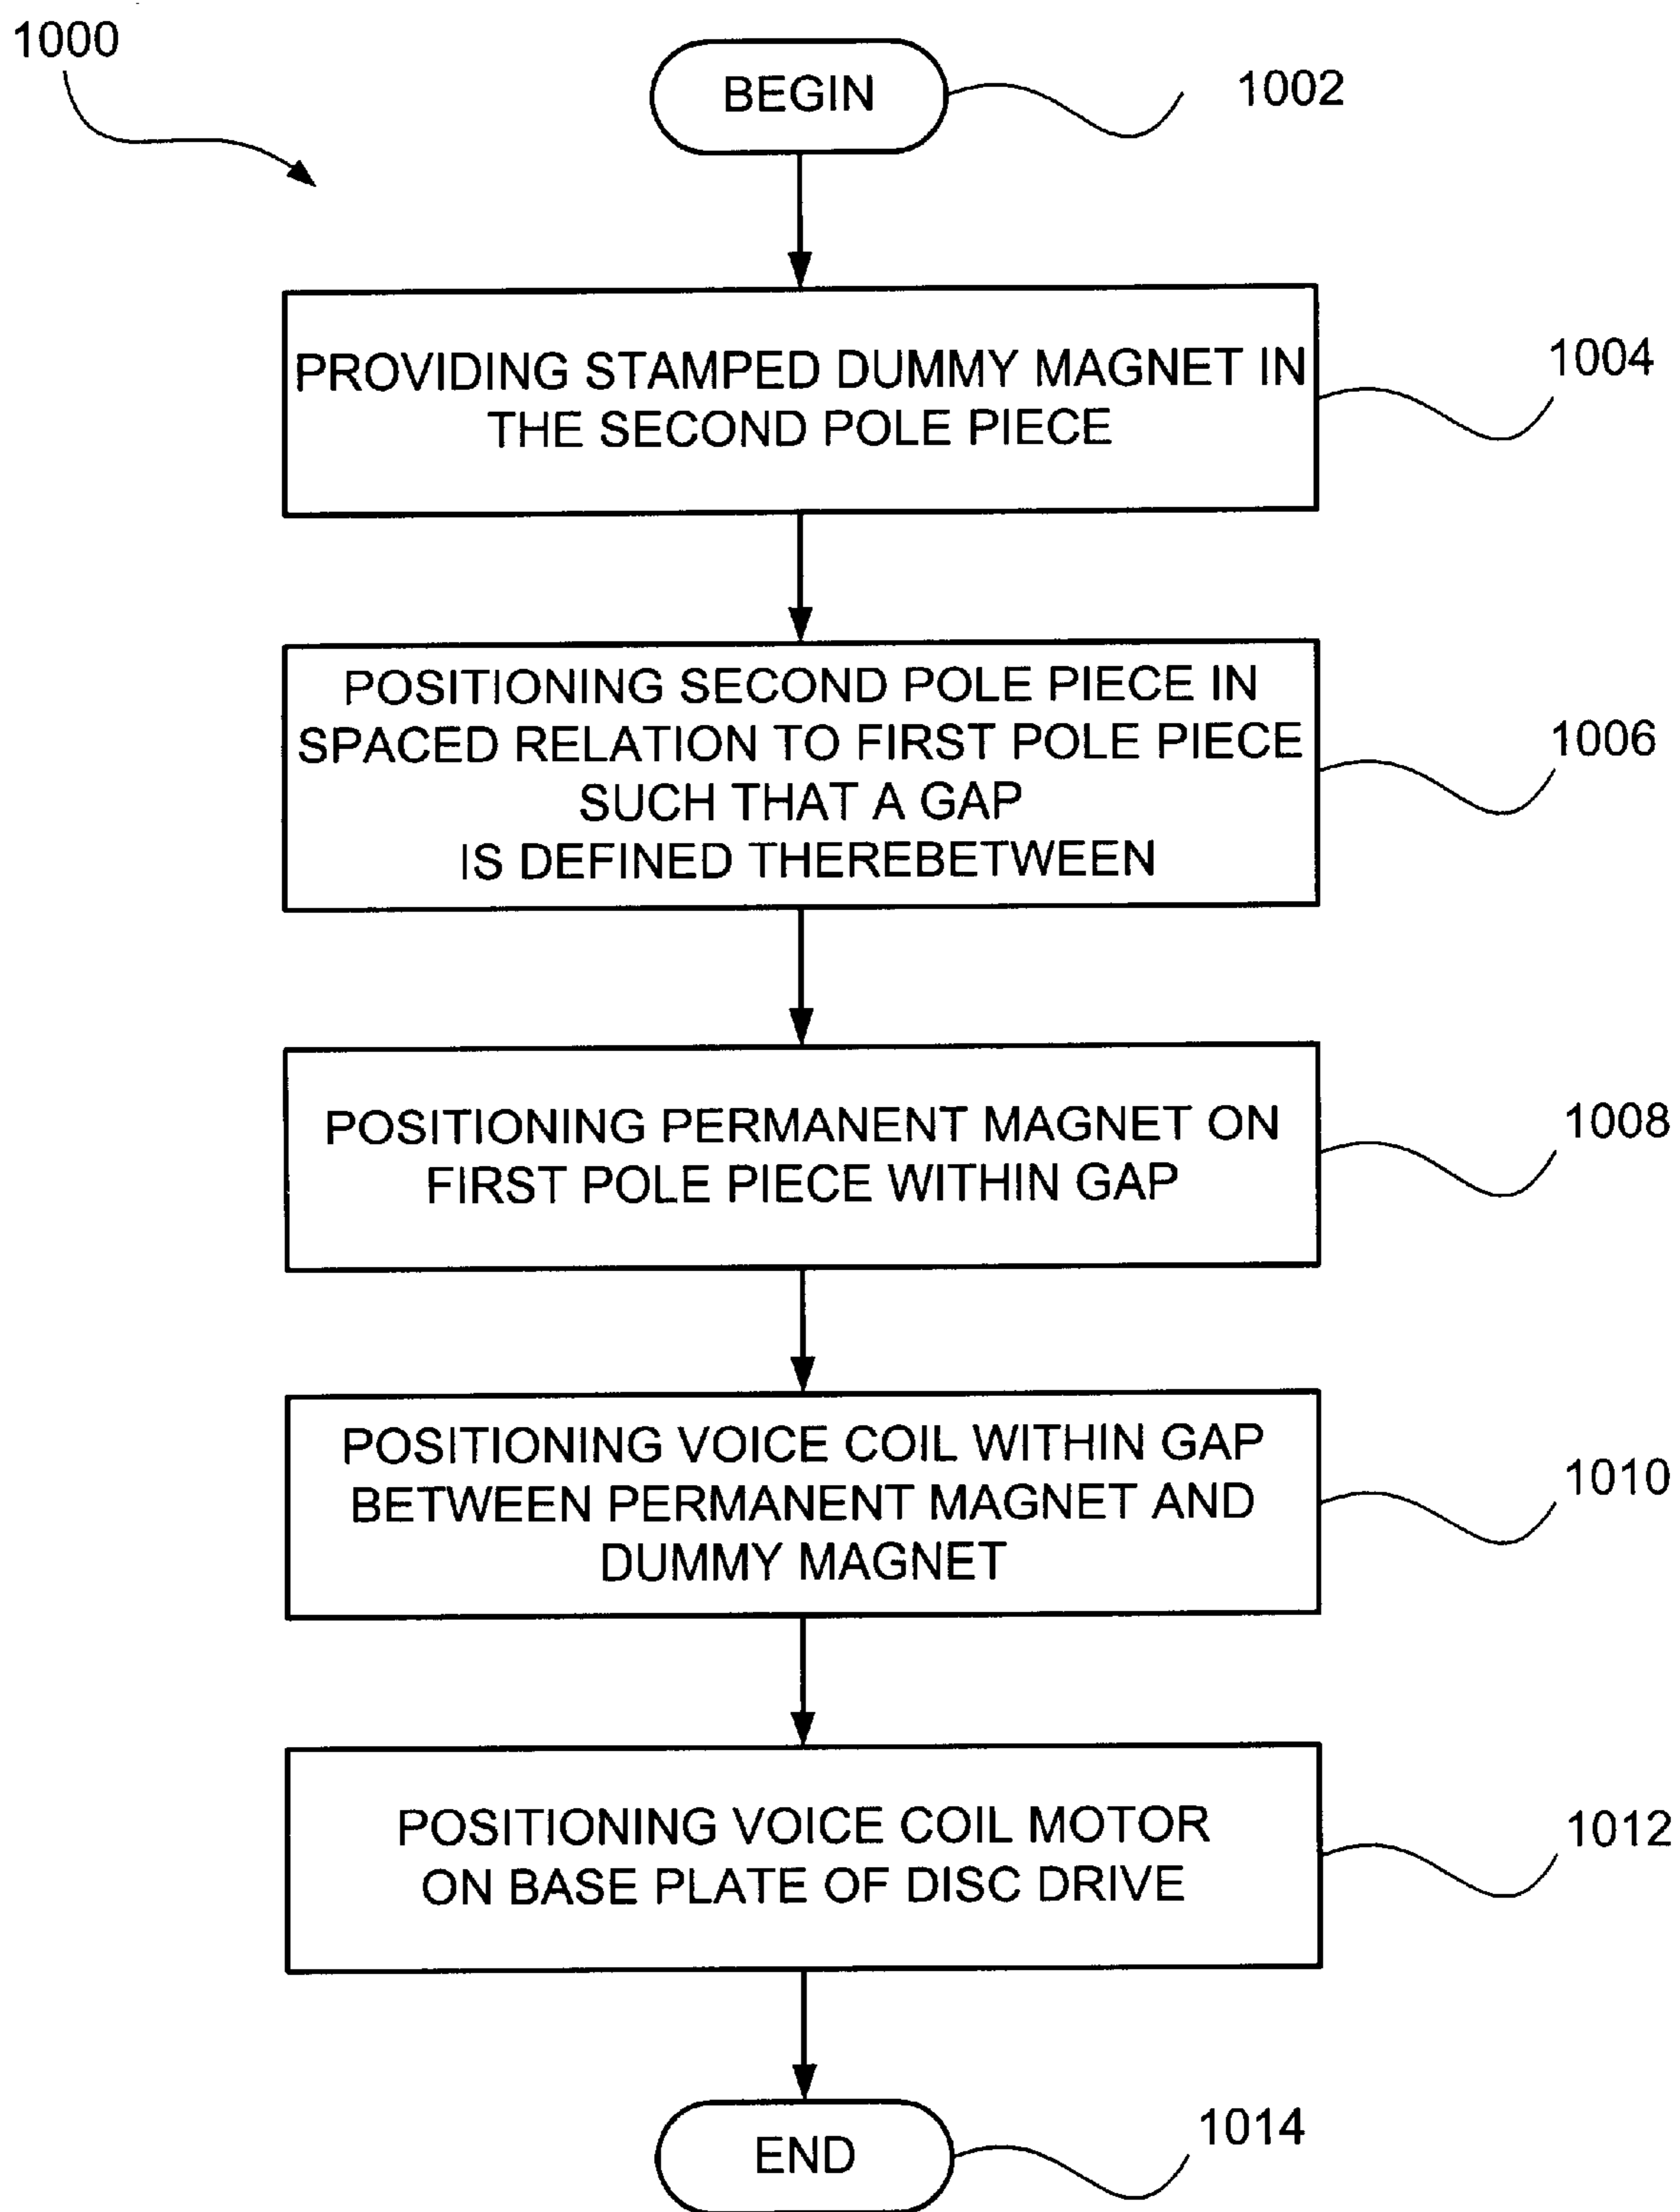 1000
BEGIN
1002
PROVIDING STAMPED DUMMY MAGNET IN
THE SECOND POLE PIECE
1004
POSITIONING SECOND POLE PIECE IN
SPACED RELATION TO FIRST POLE PIECE
SUCH THAT A GAP
IS DEFINED THEREBETWEEN
1006
POSITIONING PERMANENT MAGNET ON
FIRST POLE PIECE WITHIN GAP
1008
POSITIONING VOICE COIL WITHIN GAP
BETWEEN PERMANENT MAGNET AND
DUMMY MAGNET
1010
POSITIONING VOICE COIL MOTOR
ON BASE PLATE OF DISC DRIVE
1012
END
1014